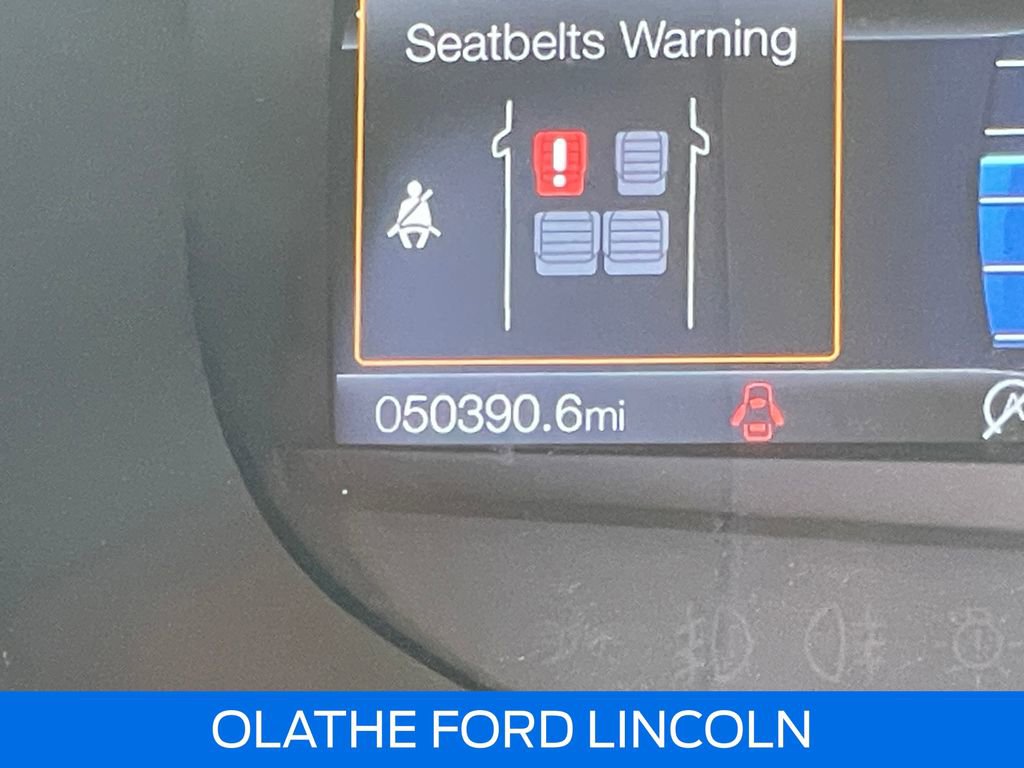 Seatbelts Warning
050390.6mi
OLATHE FORD LINCOLN